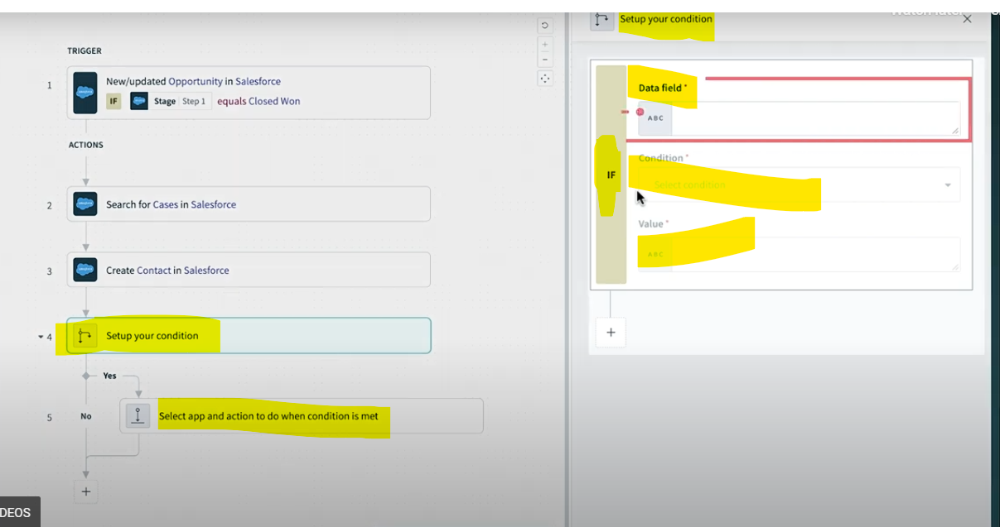 TRIGGER
1
New/updated Opportunity in Salesforce
IF Stage Step 1 equals Closed Won
ACTIONS
2
Search for Cases in Salesforce
3
Create Contact in Salesforce
4
Setup your condition
Yes
5
No
Select app and action to do when condition is met
+
DEOS
+
−
Setup your condition
Data field *
ABC
IF
Condition *
Select condition
Value *
ABC
+